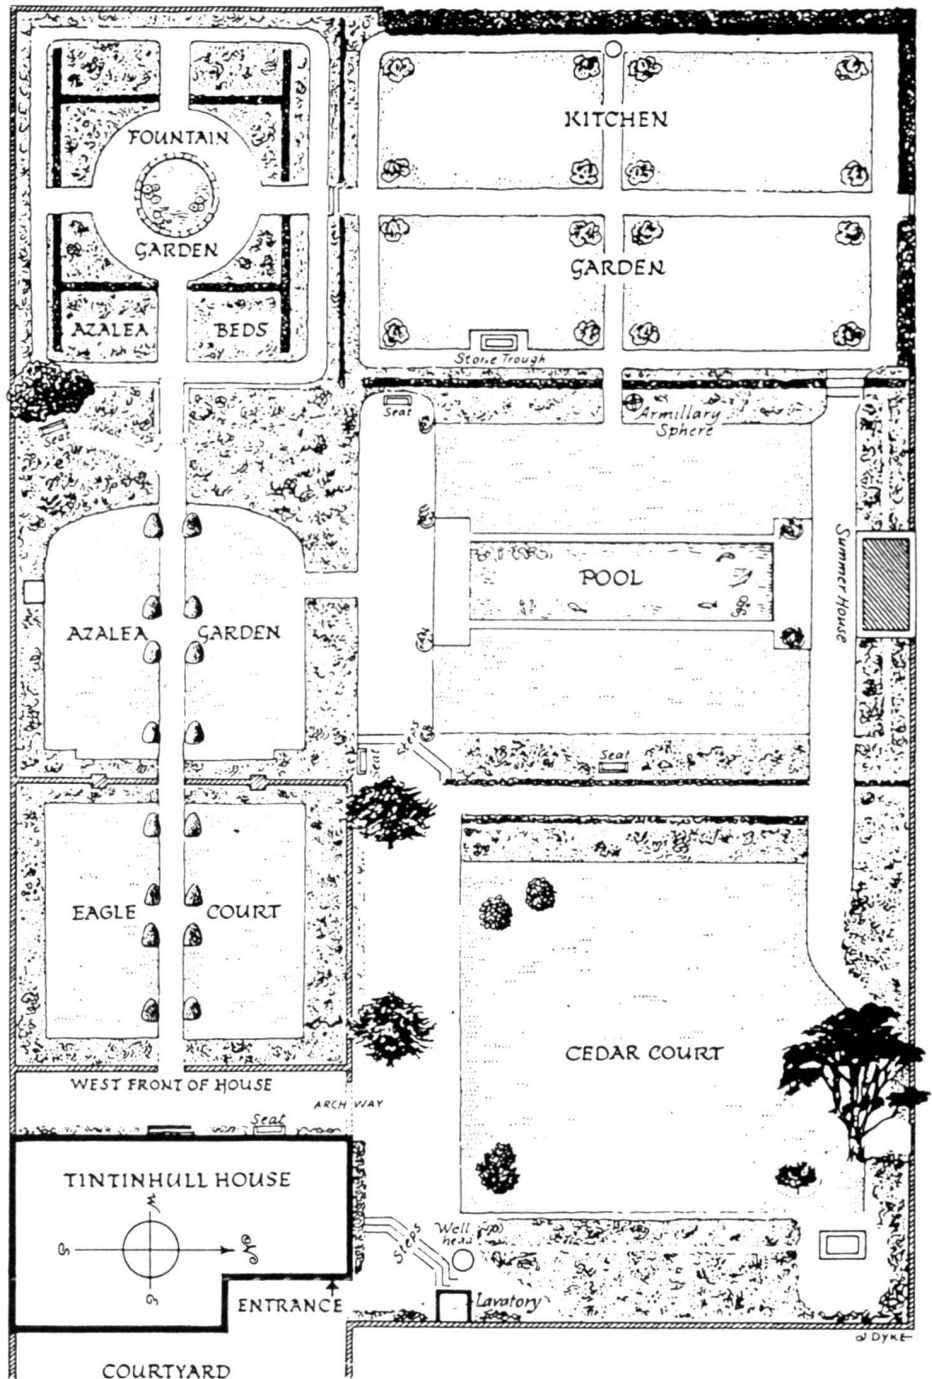 FOUNTAIN
GARDEN
AZALEA BEDS
KITCHEN
GARDEN
Stone Trough
Seat
Seat
Armillary
Sphere
POOL
Summer House
AZALEA GARDEN
Steps
Seat
Seat
EAGLE COURT
CEDAR COURT
WEST FRONT OF HOUSE
ARCH WAY
Seat
TINTINHULL HOUSE
W
S
N
Steps
Well
head
ENTRANCE
Lavatory
COURTYARD